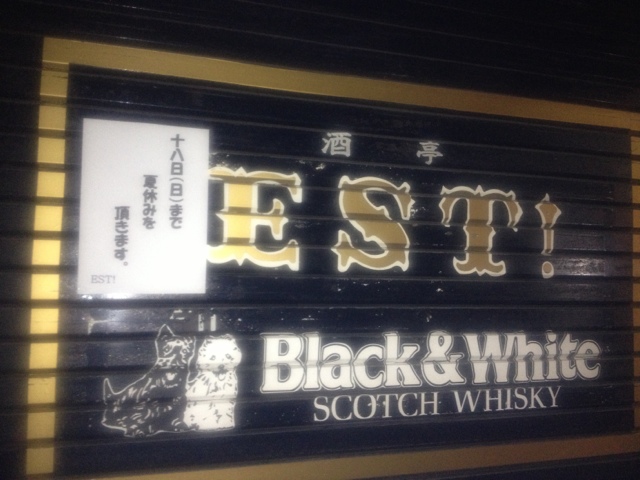 酒亭
EST!
十八日(日)まで
夏休みを
頂きます。
EST!
Black&White
SCOTCH WHISKY